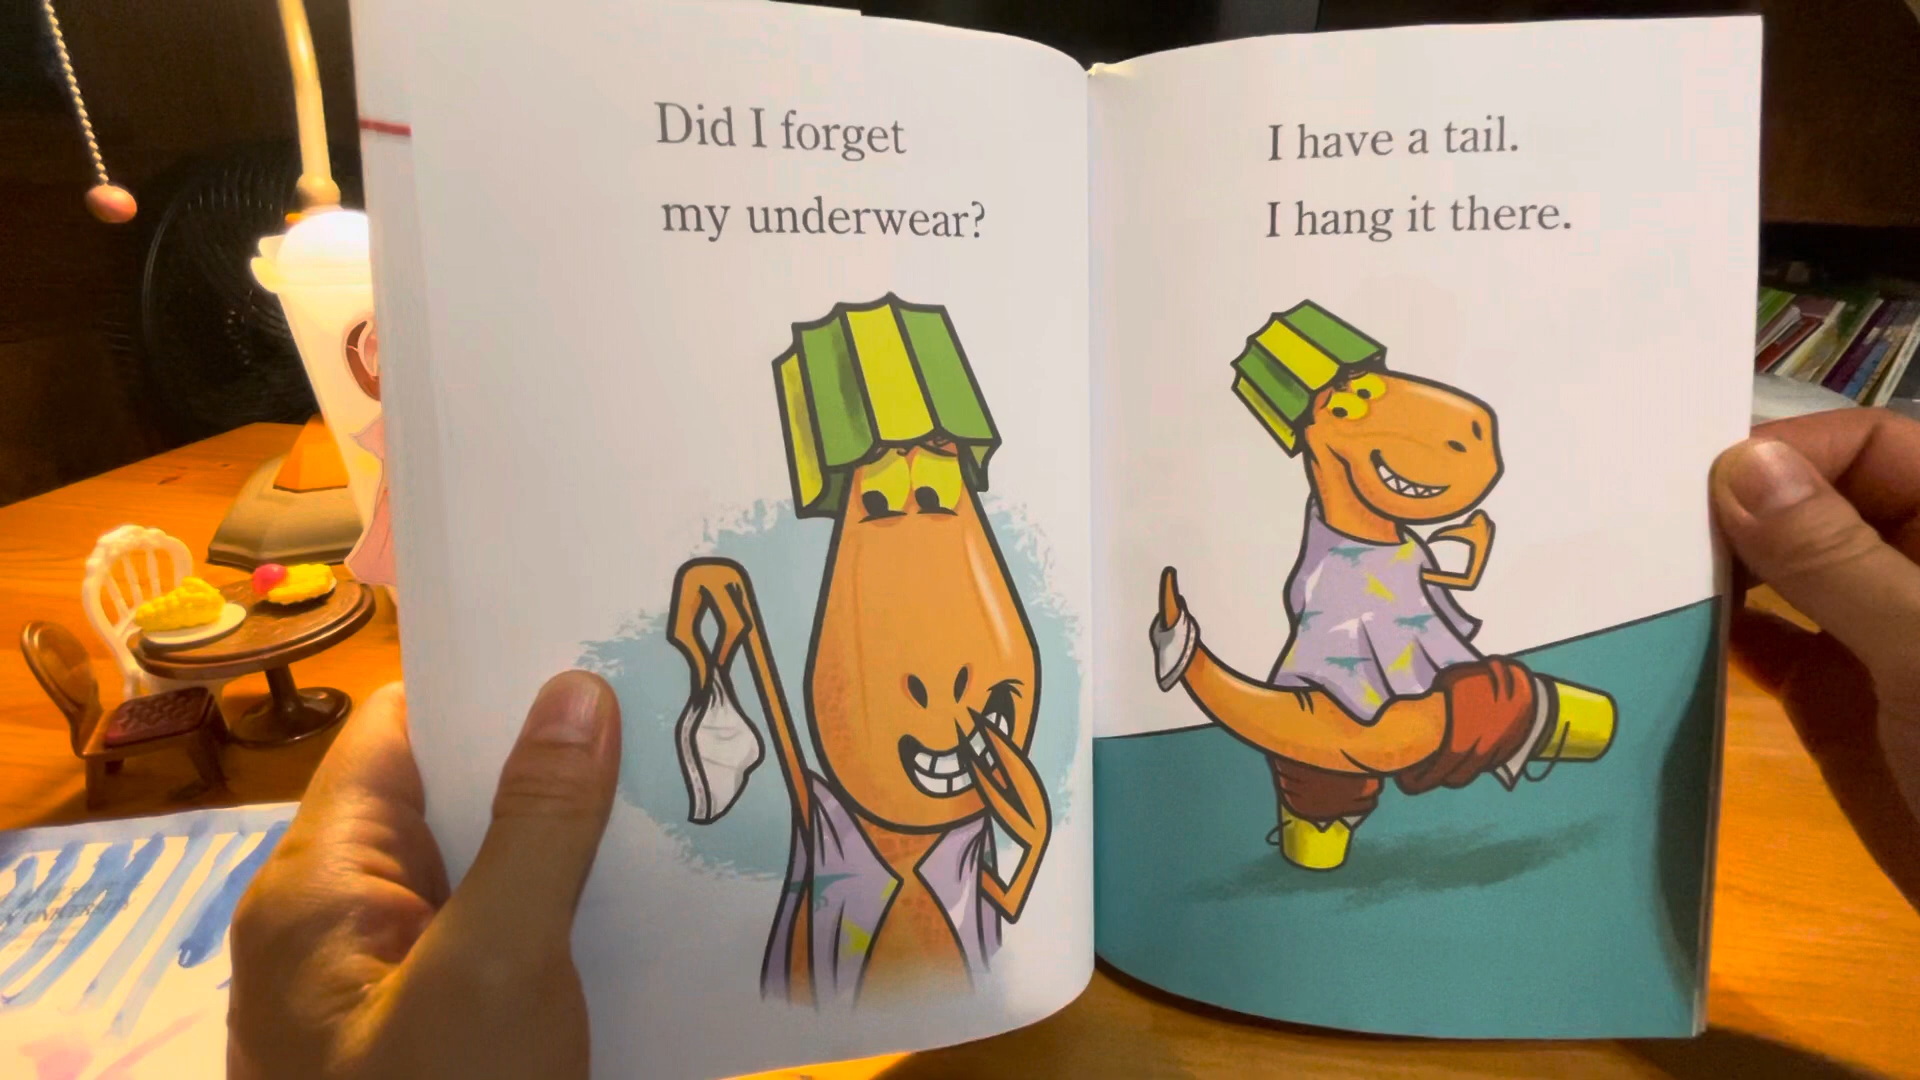 Did I forget
my underwear?
I have a tail.
I hang it there.